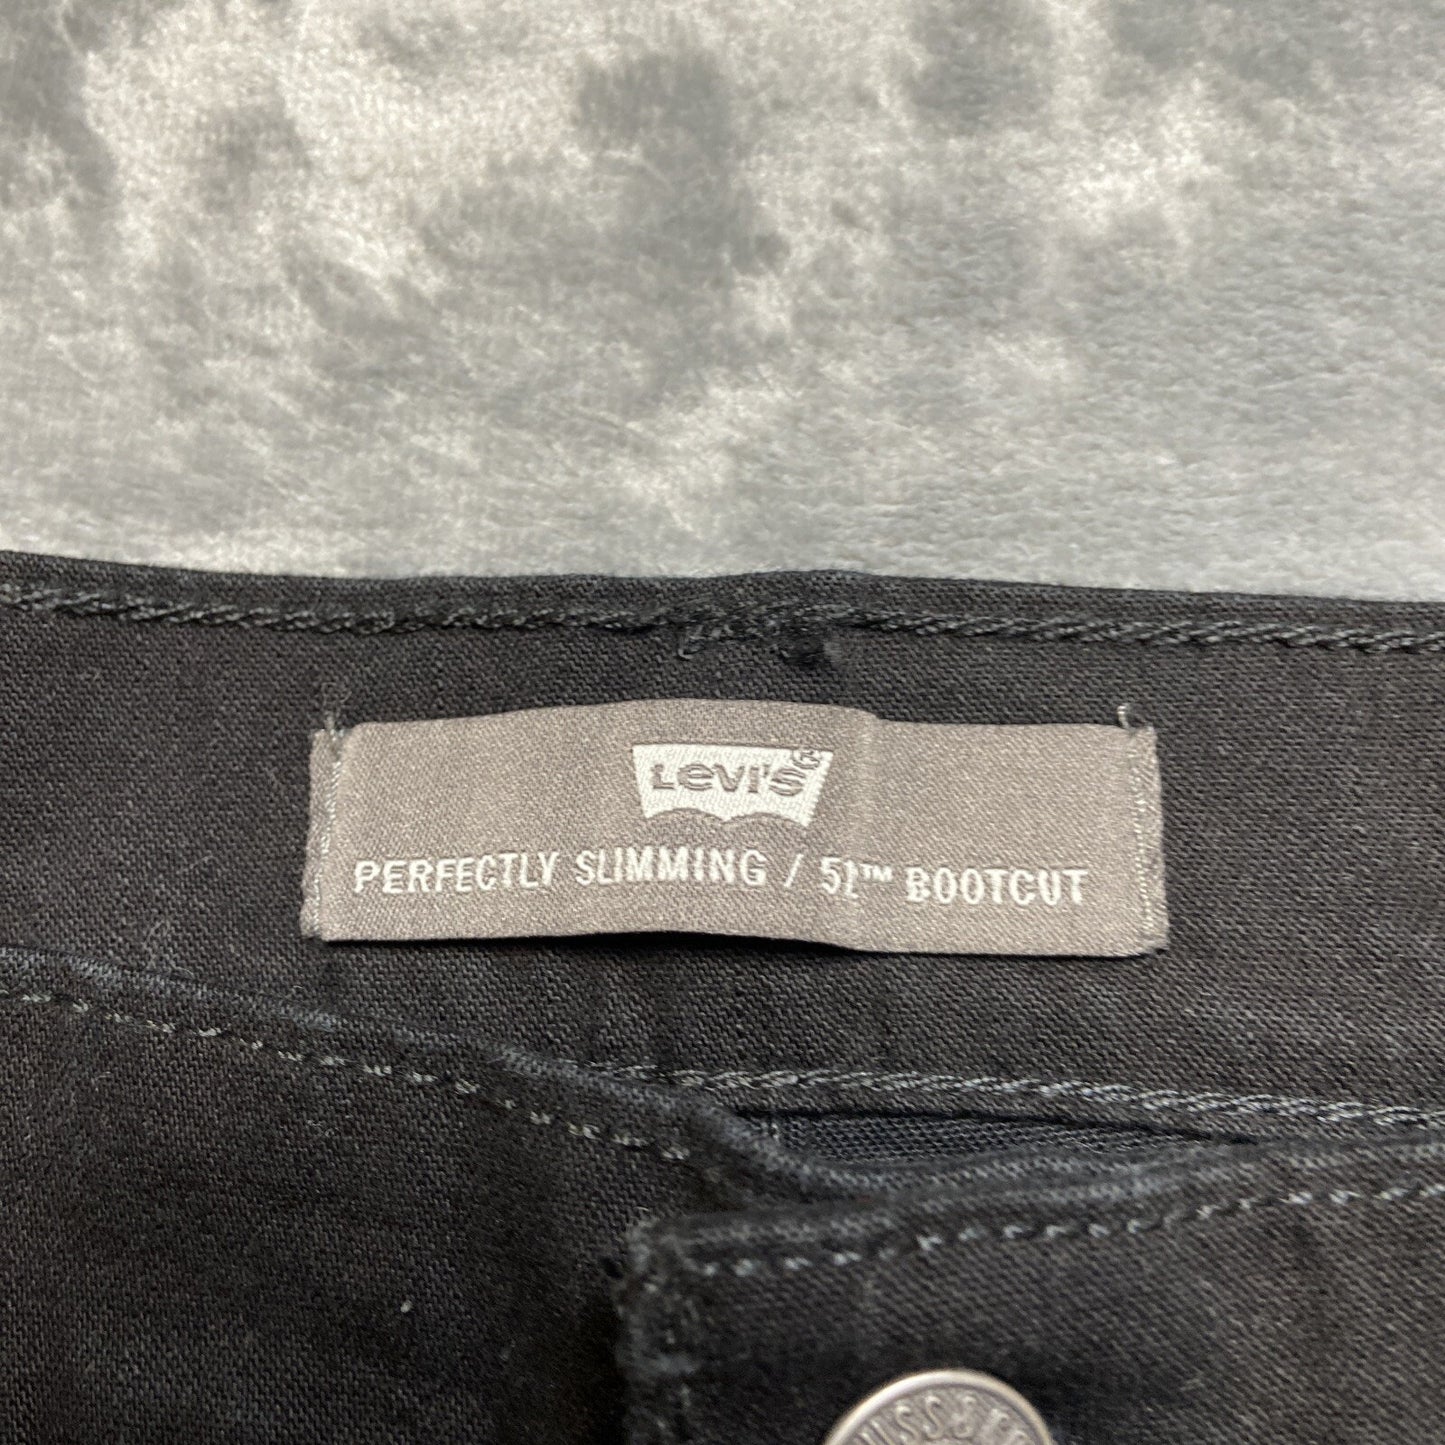 LEVI'S®
PERFECTLY SLIMMING / 512™ BOOTCUT